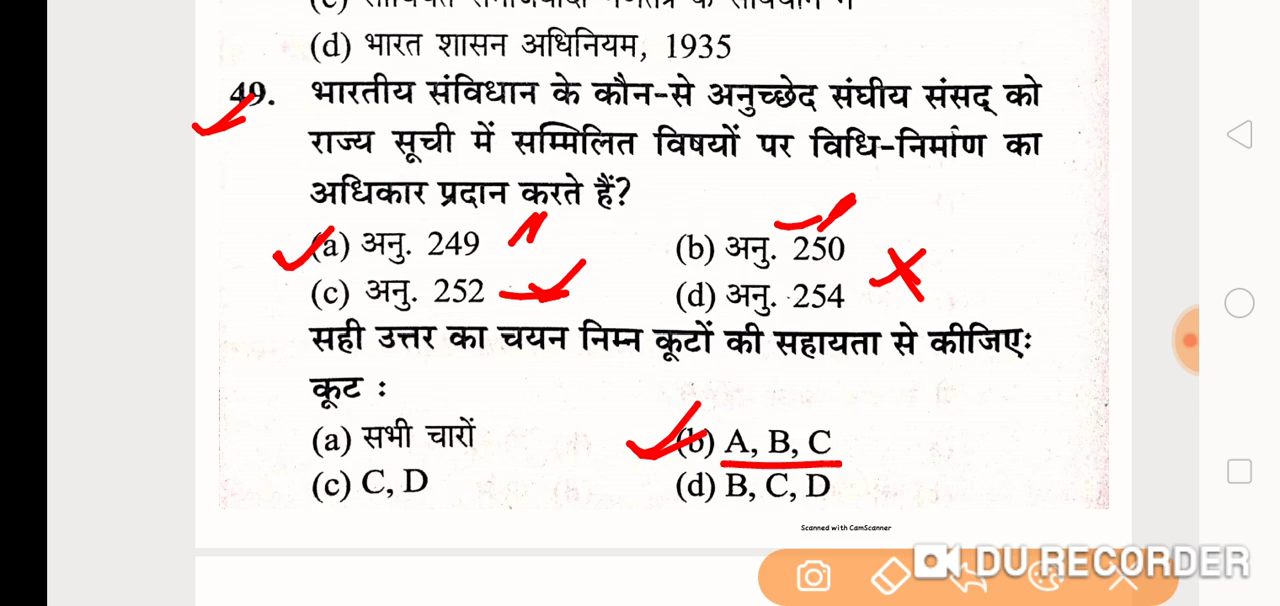 (d) भारत शासन अधिनियम, 1935
49. भारतीय संविधान के कौन-से अनुच्छेद संघीय संसद् को
राज्य सूची में सम्मिलित विषयों पर विधि-निर्माण का
अधिकार प्रदान करते हैं?
(a) अनु. 249 (b) अनु. 250
(c) अनु. 252 (d) अनु. 254
सही उत्तर का चयन निम्न कूटों की सहायता से कीजिएः
कूट :
(a) सभी चारों (b) A, B, C
(c) C, D (d) B, C, D
Scanned with CamScanner
DU RECORDER